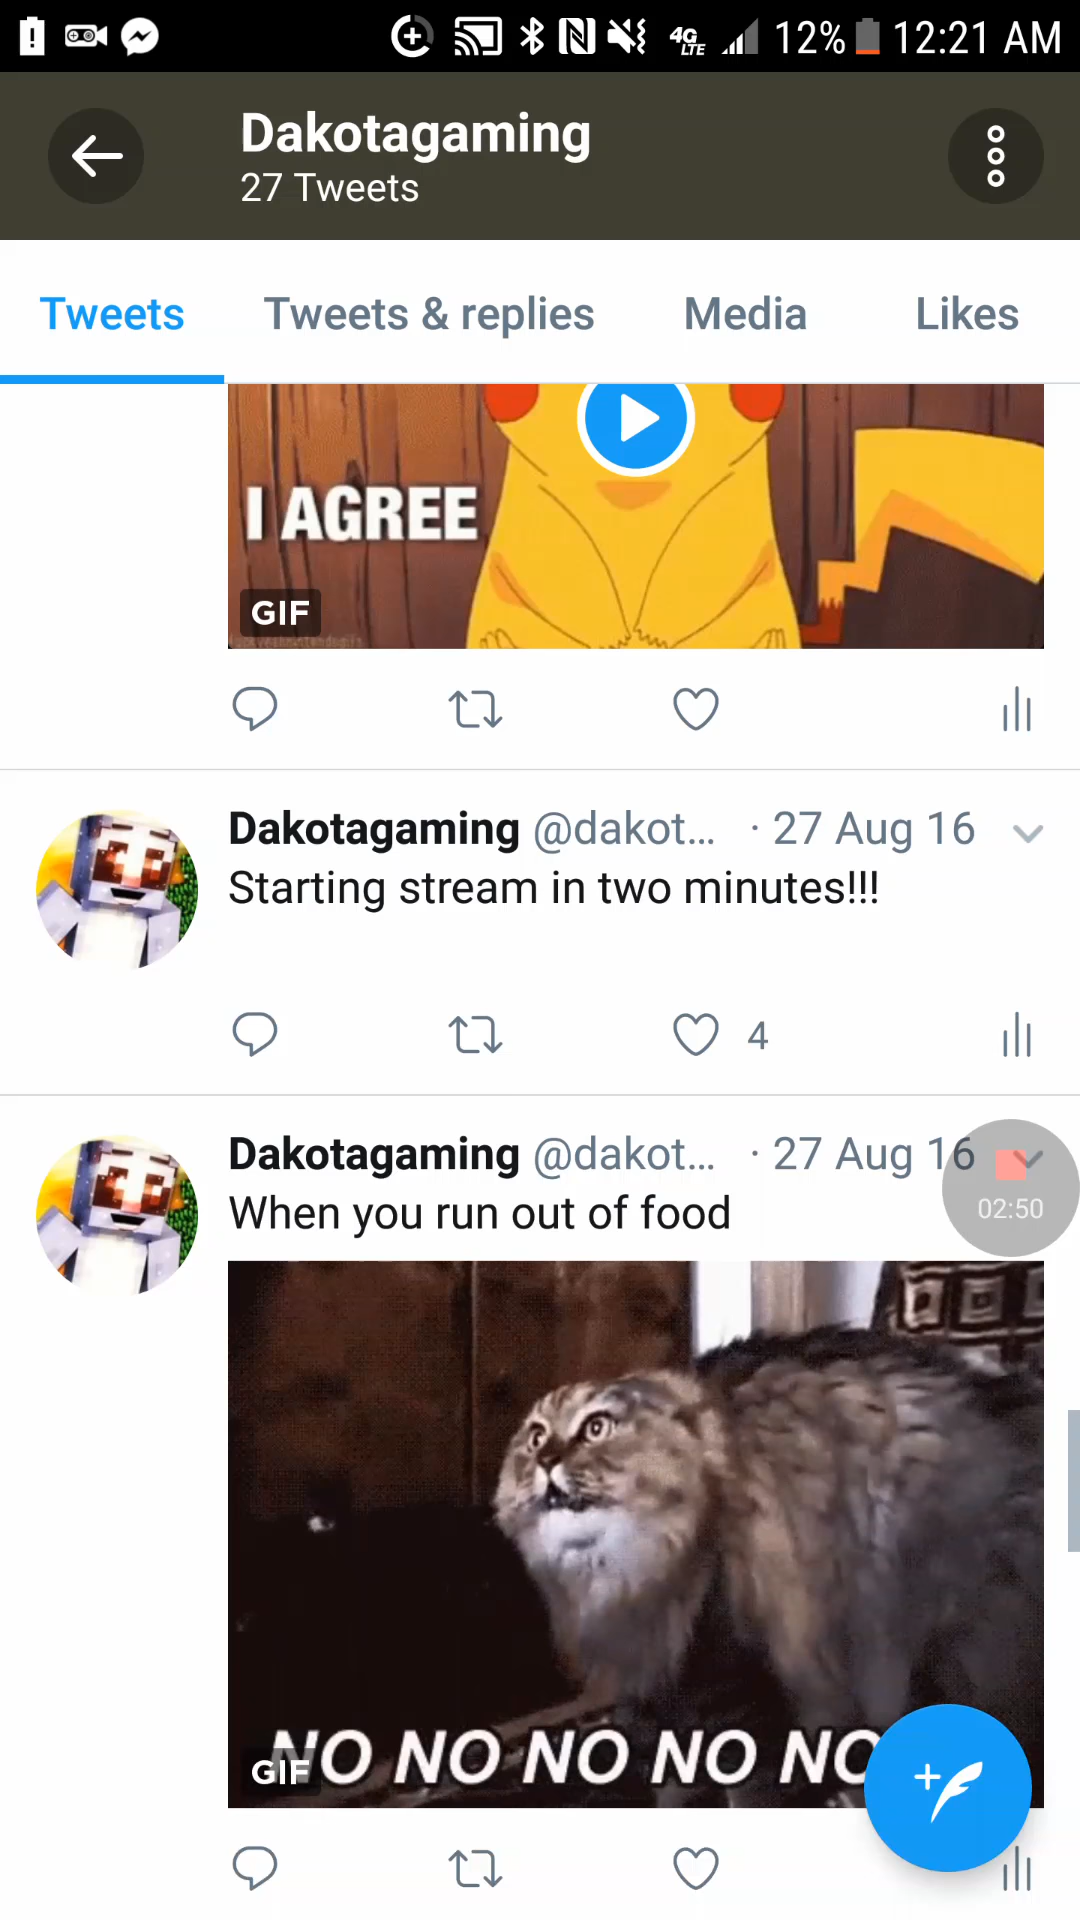 4G LTE 12% 12:21 AM
Dakotagaming
27 Tweets
Tweets Tweets & replies Media Likes
I AGREE
GIF
Dakotagaming @dakot... · 27 Aug 16
Starting stream in two minutes!!!
4
Dakotagaming @dakot... · 27 Aug 16
02:50
When you run out of food
NO NO NO NO NO
GIF